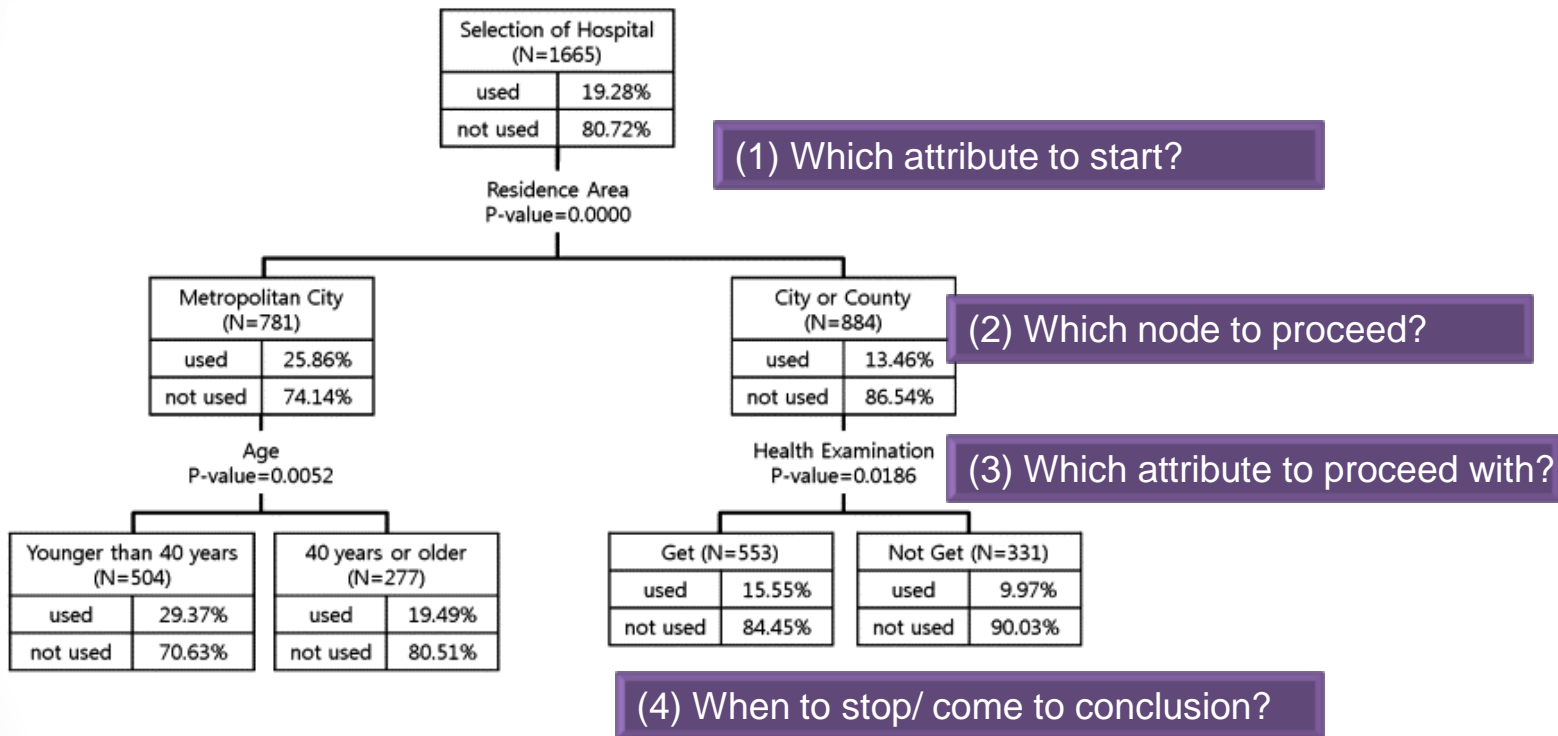 Selection of Hospital
(N=1665)
used 19.28%
not used 80.72%
(1) Which attribute to start?
Residence Area
P-value=0.0000
Metropolitan City
(N=781)
used 25.86%
not used 74.14%
City or County
(N=884)
used 13.46%
not used 86.54%
(2) Which node to proceed?
Age
P-value=0.0052
Health Examination
P-value=0.0186
(3) Which attribute to proceed with?
Younger than 40 years
(N=504)
used 29.37%
not used 70.63%
40 years or older
(N=277)
used 19.49%
not used 80.51%
Get (N=553)
used 15.55%
not used 84.45%
Not Get (N=331)
used 9.97%
not used 90.03%
(4) When to stop/ come to conclusion?